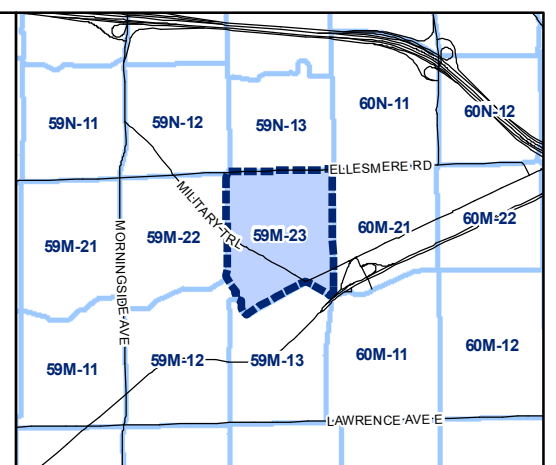 59N-11
59N-12
59N-13
60N-11
60N-12
ELLESMERE RD
MILITARY TRL
MORNINGSIDE AVE
59M-21
59M-22
59M-23
60M-21
60M-22
59M-11
59M-12
59M-13
60M-11
60M-12
LAWRENCE AVE E